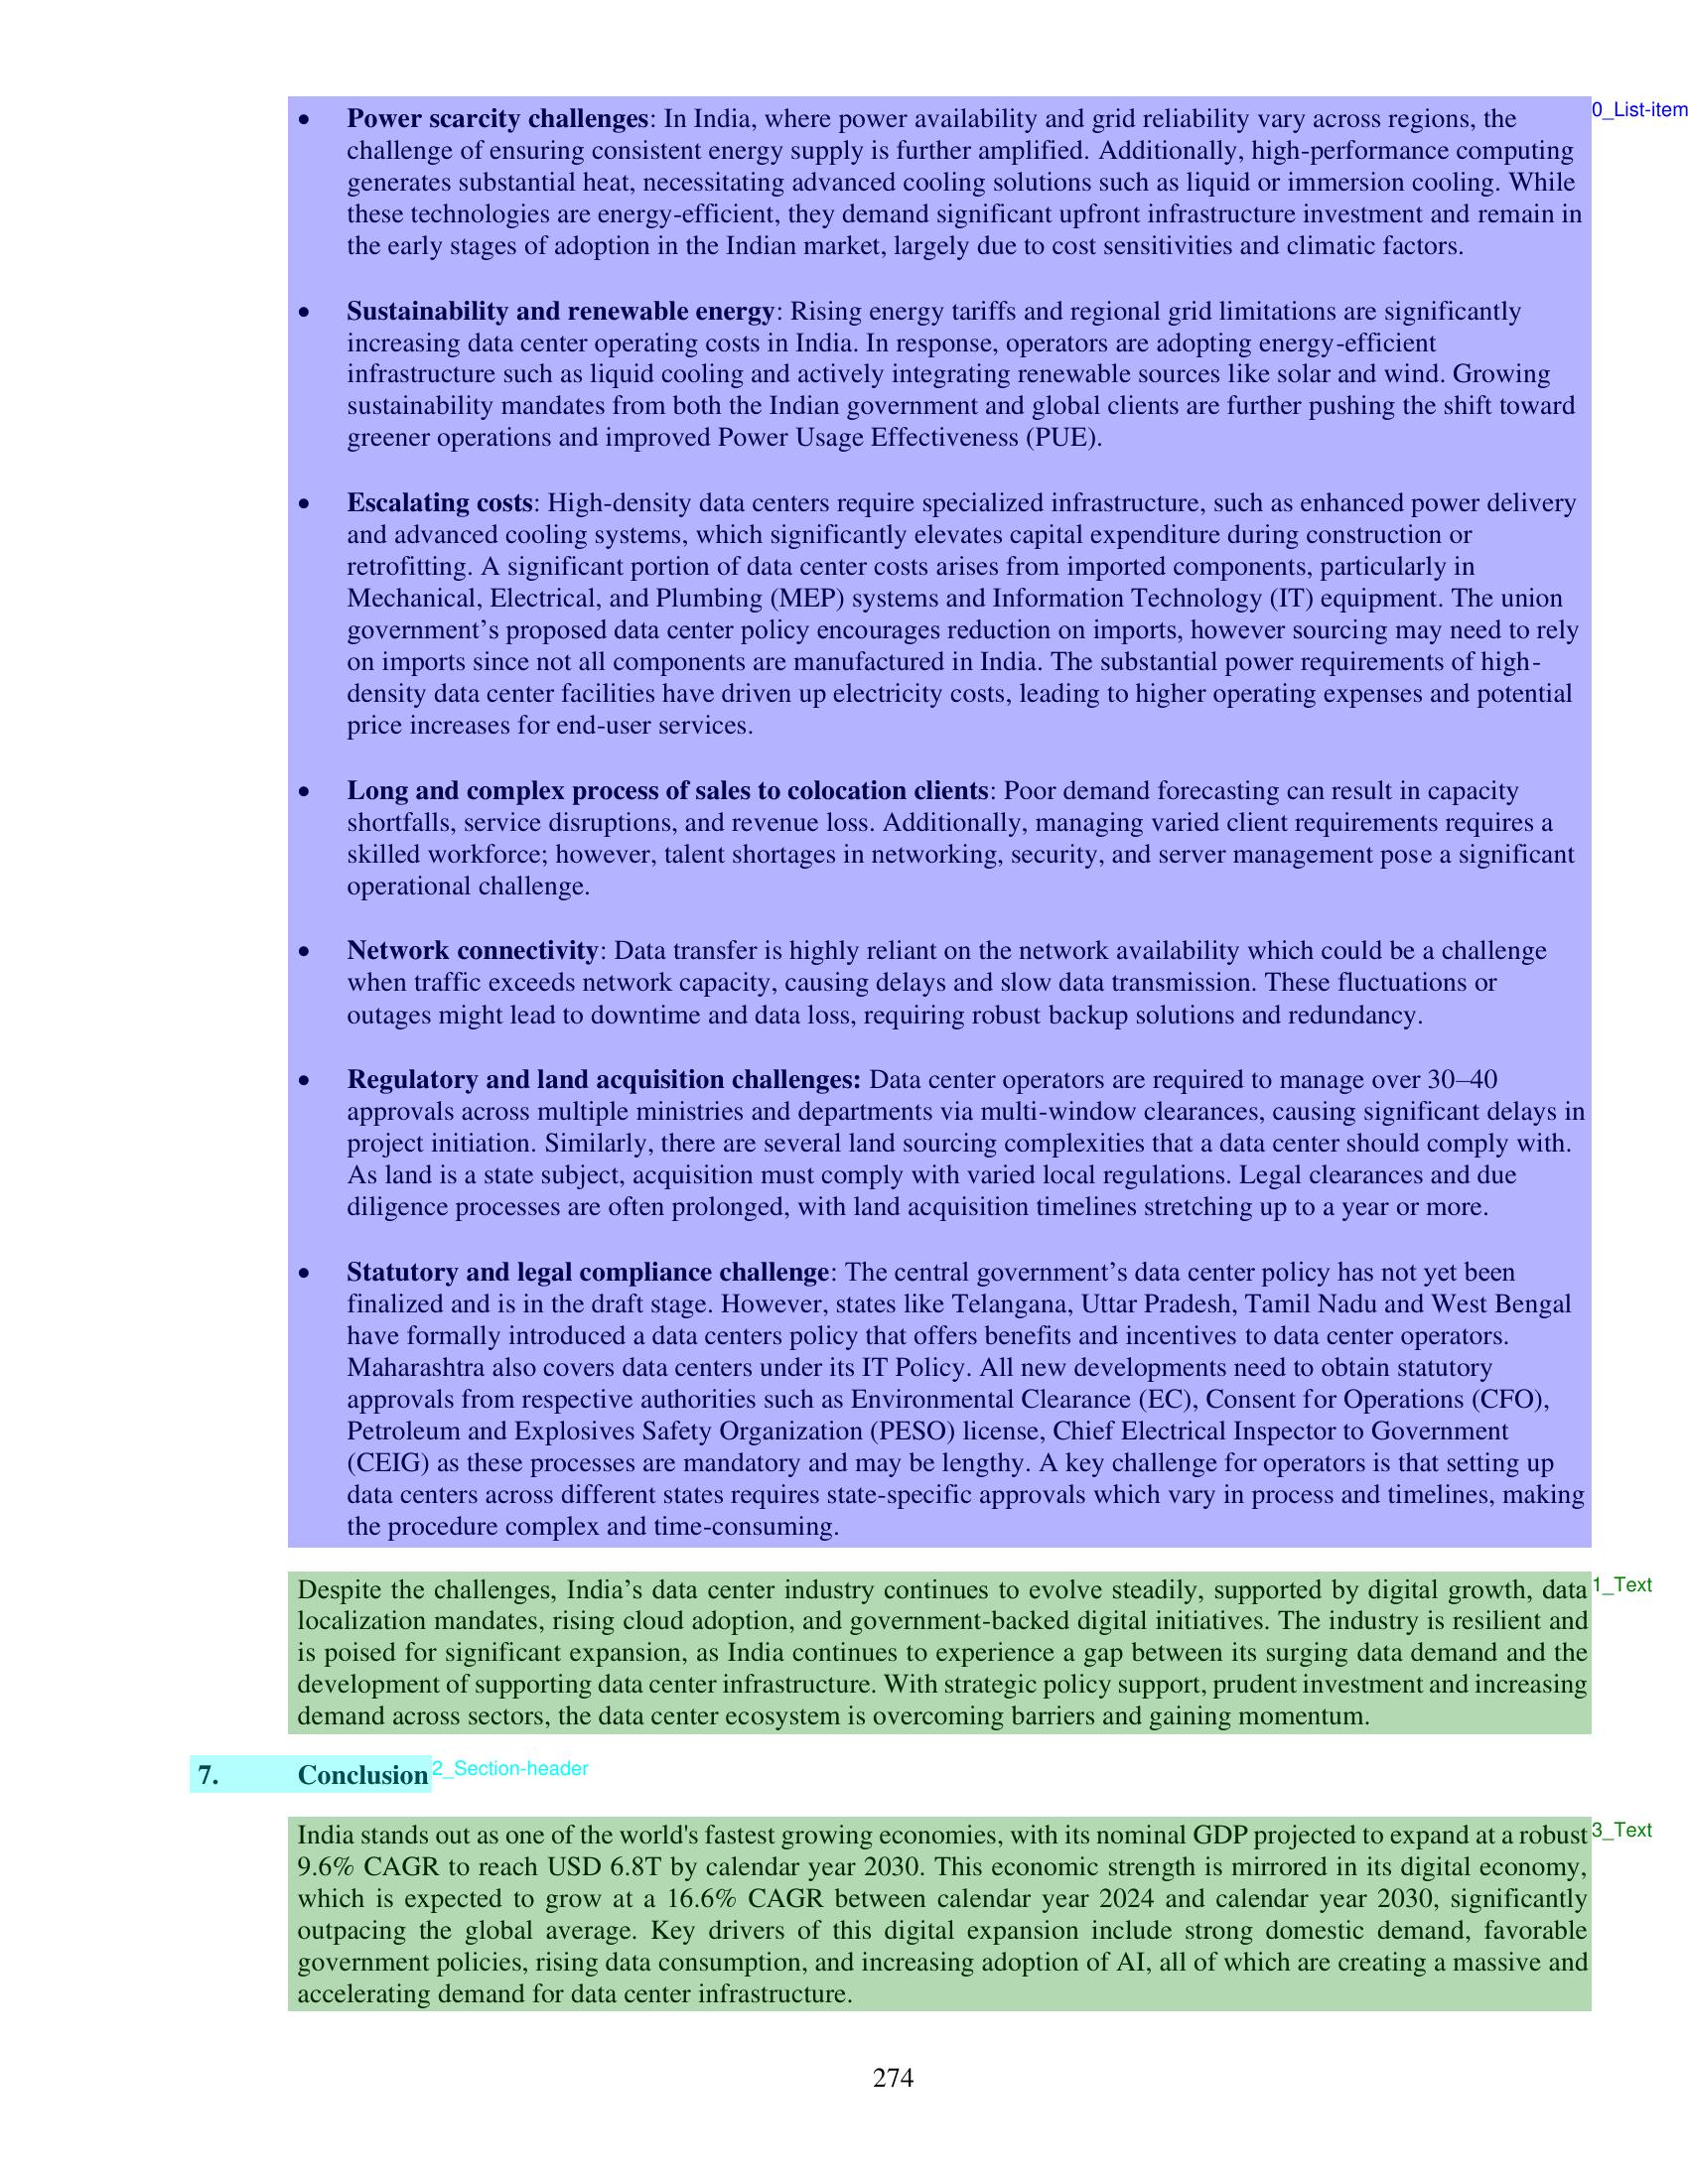 0_List-item
• Power scarcity challenges: In India, where power availability and grid reliability vary across regions, the
challenge of ensuring consistent energy supply is further amplified. Additionally, high-performance computing
generates substantial heat, necessitating advanced cooling solutions such as liquid or immersion cooling. While
these technologies are energy-efficient, they demand significant upfront infrastructure investment and remain in
the early stages of adoption in the Indian market, largely due to cost sensitivities and climatic factors.
• Sustainability and renewable energy: Rising energy tariffs and regional grid limitations are significantly
increasing data center operating costs in India. In response, operators are adopting energy-efficient
infrastructure such as liquid cooling and actively integrating renewable sources like solar and wind. Growing
sustainability mandates from both the Indian government and global clients are further pushing the shift toward
greener operations and improved Power Usage Effectiveness (PUE).
• Escalating costs: High-density data centers require specialized infrastructure, such as enhanced power delivery
and advanced cooling systems, which significantly elevates capital expenditure during construction or
retrofitting. A significant portion of data center costs arises from imported components, particularly in
Mechanical, Electrical, and Plumbing (MEP) systems and Information Technology (IT) equipment. The union
government’s proposed data center policy encourages reduction on imports, however sourcing may need to rely
on imports since not all components are manufactured in India. The substantial power requirements of high-
density data center facilities have driven up electricity costs, leading to higher operating expenses and potential
price increases for end-user services.
• Long and complex process of sales to colocation clients: Poor demand forecasting can result in capacity
shortfalls, service disruptions, and revenue loss. Additionally, managing varied client requirements requires a
skilled workforce; however, talent shortages in networking, security, and server management pose a significant
operational challenge.
• Network connectivity: Data transfer is highly reliant on the network availability which could be a challenge
when traffic exceeds network capacity, causing delays and slow data transmission. These fluctuations or
outages might lead to downtime and data loss, requiring robust backup solutions and redundancy.
• Regulatory and land acquisition challenges: Data center operators are required to manage over 30–40
approvals across multiple ministries and departments via multi-window clearances, causing significant delays in
project initiation. Similarly, there are several land sourcing complexities that a data center should comply with.
As land is a state subject, acquisition must comply with varied local regulations. Legal clearances and due
diligence processes are often prolonged, with land acquisition timelines stretching up to a year or more.
• Statutory and legal compliance challenge: The central government’s data center policy has not yet been
finalized and is in the draft stage. However, states like Telangana, Uttar Pradesh, Tamil Nadu and West Bengal
have formally introduced a data centers policy that offers benefits and incentives to data center operators.
Maharashtra also covers data centers under its IT Policy. All new developments need to obtain statutory
approvals from respective authorities such as Environmental Clearance (EC), Consent for Operations (CFO),
Petroleum and Explosives Safety Organization (PESO) license, Chief Electrical Inspector to Government
(CEIG) as these processes are mandatory and may be lengthy. A key challenge for operators is that setting up
data centers across different states requires state-specific approvals which vary in process and timelines, making
the procedure complex and time-consuming.
1_Text
Despite the challenges, India’s data center industry continues to evolve steadily, supported by digital growth, data
localization mandates, rising cloud adoption, and government-backed digital initiatives. The industry is resilient and
is poised for significant expansion, as India continues to experience a gap between its surging data demand and the
development of supporting data center infrastructure. With strategic policy support, prudent investment and increasing
demand across sectors, the data center ecosystem is overcoming barriers and gaining momentum.
7. Conclusion 2_Section-header
3_Text
India stands out as one of the world's fastest growing economies, with its nominal GDP projected to expand at a robust
9.6% CAGR to reach USD 6.8T by calendar year 2030. This economic strength is mirrored in its digital economy,
which is expected to grow at a 16.6% CAGR between calendar year 2024 and calendar year 2030, significantly
outpacing the global average. Key drivers of this digital expansion include strong domestic demand, favorable
government policies, rising data consumption, and increasing adoption of AI, all of which are creating a massive and
accelerating demand for data center infrastructure.
274